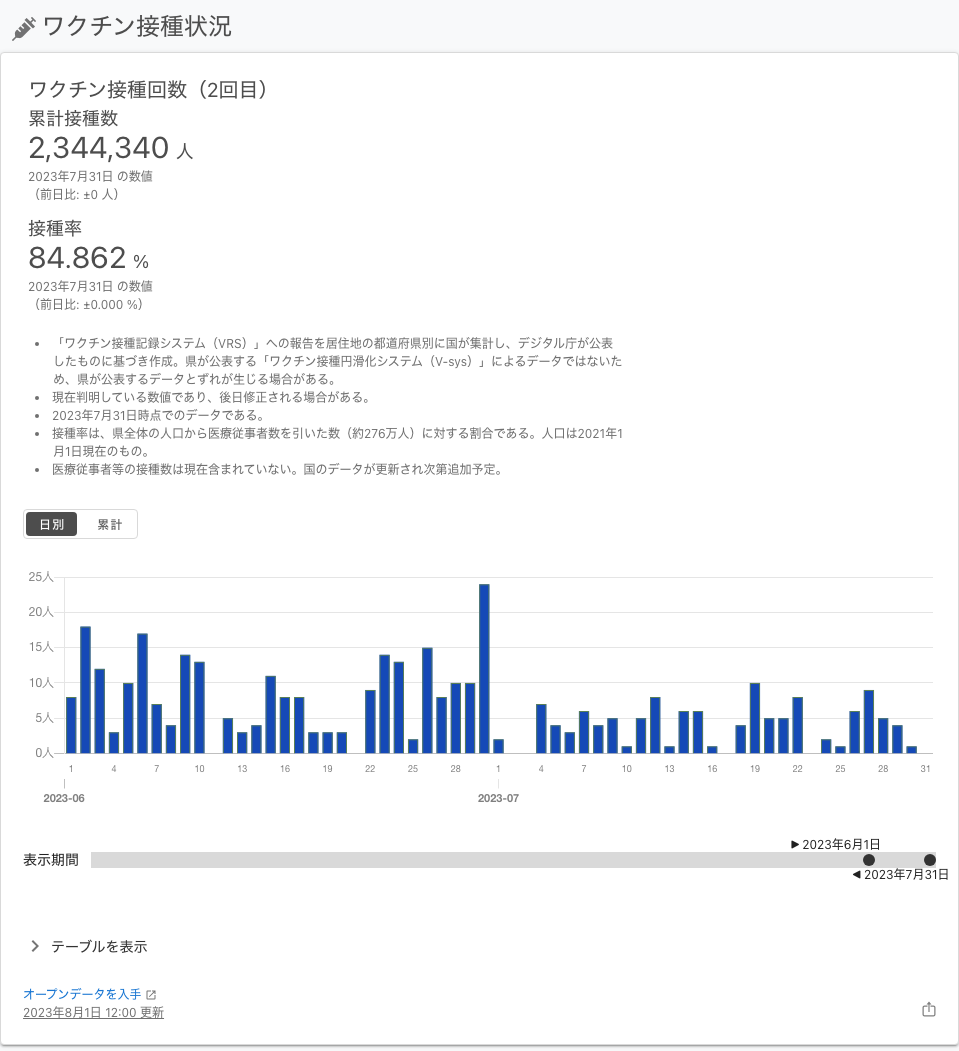 ワクチン接種状況
ワクチン接種回数（2回目）
累計接種数
2,344,340 人
2023年7月31日 の数値
（前日比: ±0 人）
接種率
84.862 %
2023年7月31日 の数値
（前日比: ±0.000 %）
• 「ワクチン接種記録システム（VRS）」への報告を居住地の都道府県別に国が集計し、デジタル庁が公表
したものに基づき作成。県が公表する「ワクチン接種円滑化システム（V-sys）」によるデータではないた
め、県が公表するデータとずれが生じる場合がある。
• 現在判明している数値であり、後日修正される場合がある。
• 2023年7月31日時点でのデータである。
• 接種率は、県全体の人口から医療従事者数を引いた数（約276万人）に対する割合である。人口は2021年1
月1日現在のもの。
• 医療従事者等の接種数は現在含まれていない。国のデータが更新され次第追加予定。
日別 累計
25人
20人
15人
10人
5人
0人
1 4 7 10 13 16 19 22 25 28 1 4 7 10 13 16 19 22 25 28 31
2023-06 2023-07
▶ 2023年6月1日
表示期間
◀ 2023年7月31日
テーブルを表示
オープンデータを入手
2023年8月1日 12:00 更新